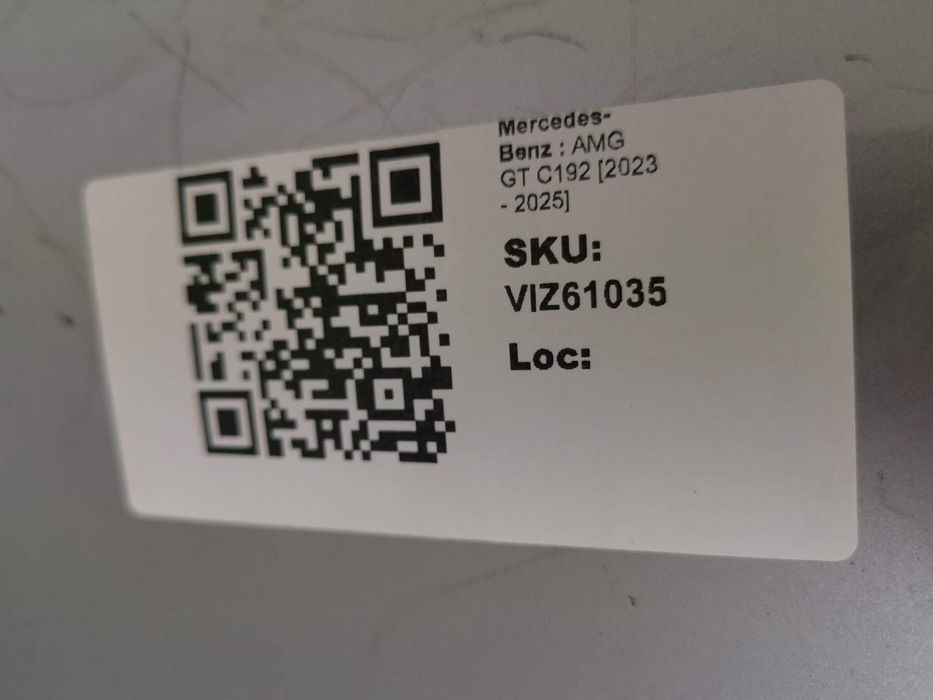 Mercedes-
Benz : AMG
GT C192 [2023
- 2025]
SKU:
VIZ61035
Loc: